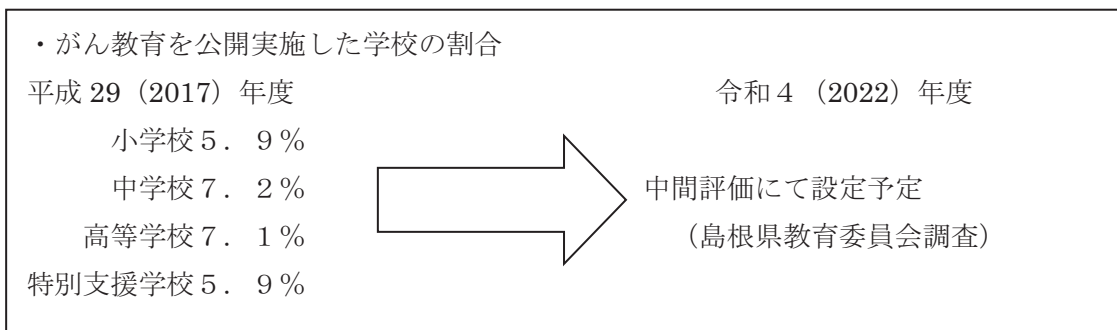 ・がん教育を公開実施した学校の割合
平成 29（2017）年度
令和４（2022）年度
小学校５．９％
中学校７．２％
高等学校７．１％
特別支援学校５．９％
中間評価にて設定予定
（島根県教育委員会調査）